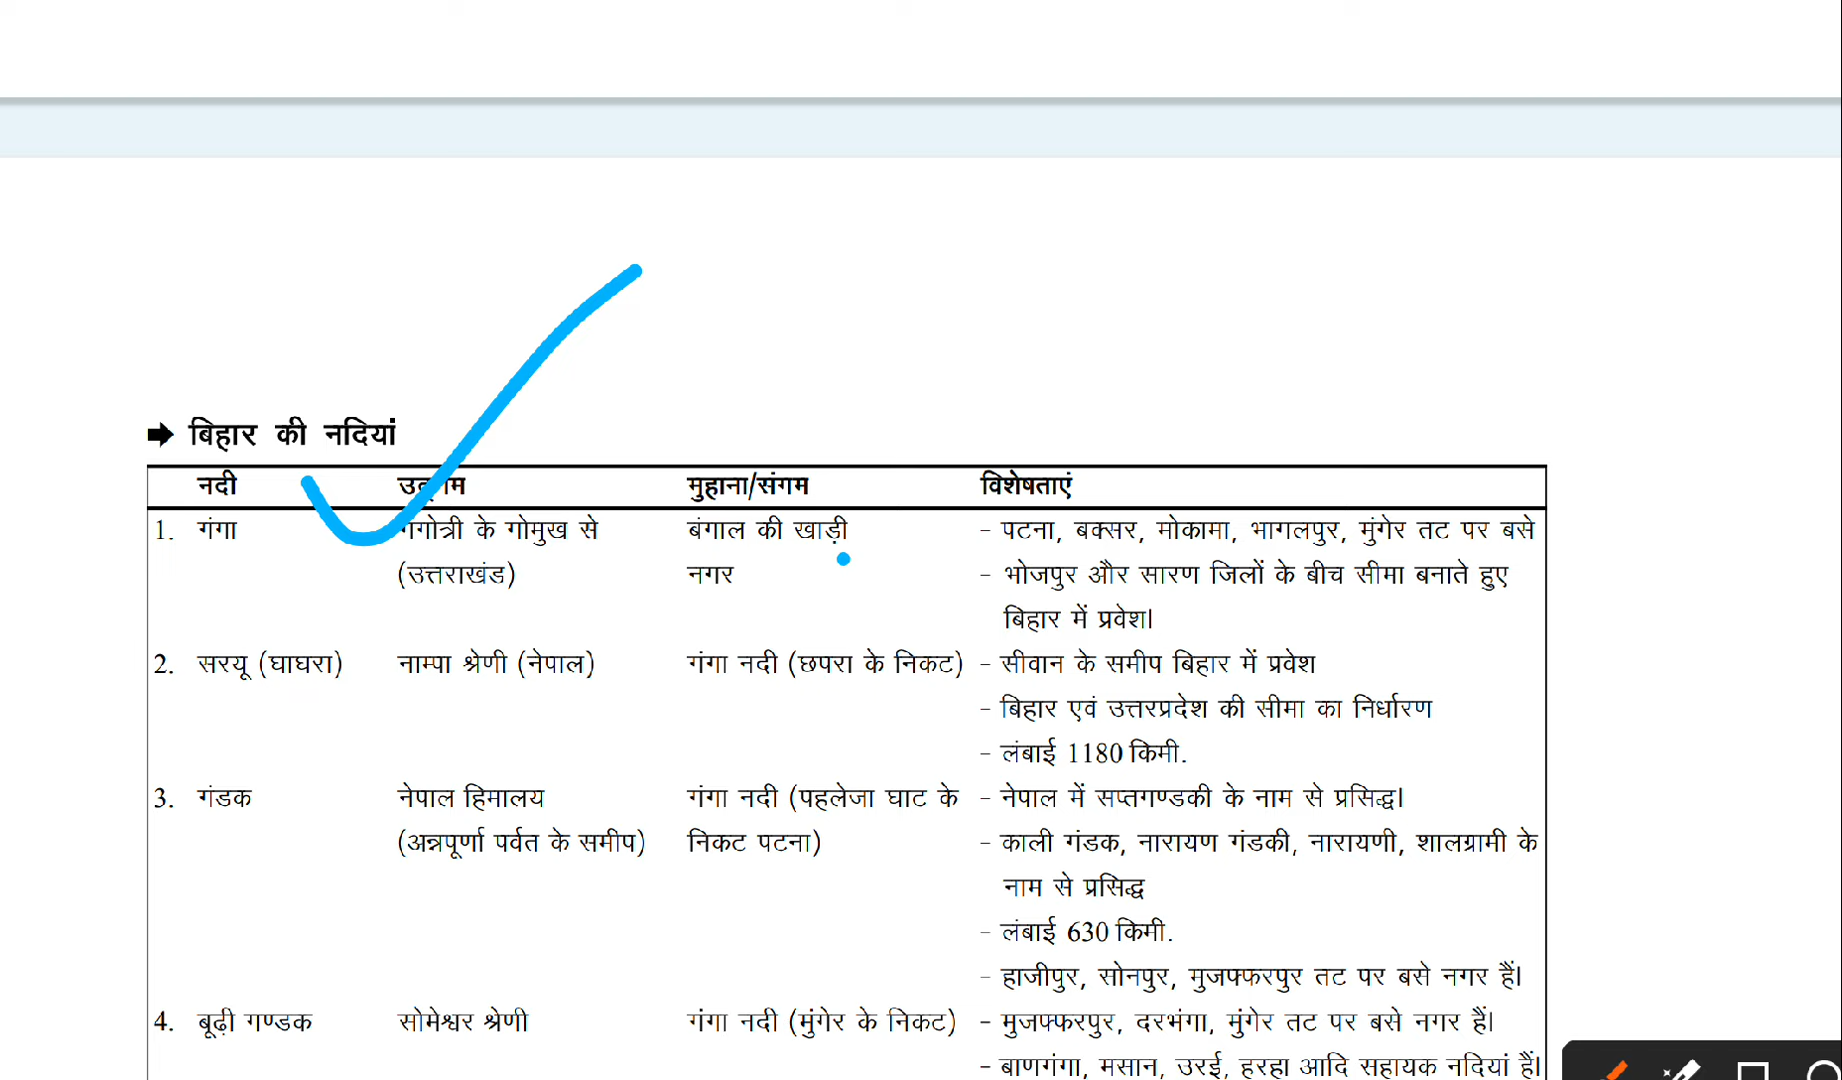 ➡ बिहार की नदियां
नदी उद्गम मुहाना/संगम विशेषताएं
1. गंगा गंगोत्री के गोमुख से बंगाल की खाड़ी - पटना, बक्सर, मोकामा, भागलपुर, मुंगेर तट पर बसे
(उत्तराखंड) नगर - भोजपुर और सारण जिलों के बीच सीमा बनाते हुए
बिहार में प्रवेश।
2. सरयू (घाघरा) नाम्पा श्रेणी (नेपाल) गंगा नदी (छपरा के निकट) - सीवान के समीप बिहार में प्रवेश
- बिहार एवं उत्तरप्रदेश की सीमा का निर्धारण
- लंबाई 1180 किमी.
3. गंडक नेपाल हिमालय गंगा नदी (पहलेजा घाट के - नेपाल में सप्तगण्डकी के नाम से प्रसिद्ध।
(अन्नपूर्णा पर्वत के समीप) निकट पटना) - काली गंडक, नारायण गंडकी, नारायणी, शालग्रामी के
नाम से प्रसिद्ध
- लंबाई 630 किमी.
- हाजीपुर, सोनपुर, मुजफ्फरपुर तट पर बसे नगर हैं।
4. बूढ़ी गण्डक सोमेश्वर श्रेणी गंगा नदी (मुंगेर के निकट) - मुजफ्फरपुर, दरभंगा, मुंगेर तट पर बसे नगर हैं।
- बाणगंगा, मसान, उरई, हरहा आदि सहायक नदियां हैं।